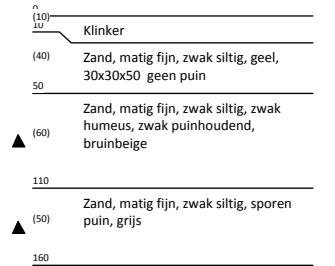 0
(10)
10
Klinker
(40)
Zand, matig fijn, zwak siltig, geel,
30x30x50 geen puin
50
Zand, matig fijn, zwak siltig, zwak
(60)
humeus, zwak puinhoudend,
bruinbeige
110
Zand, matig fijn, zwak siltig, sporen
(50)
puin, grijs
160